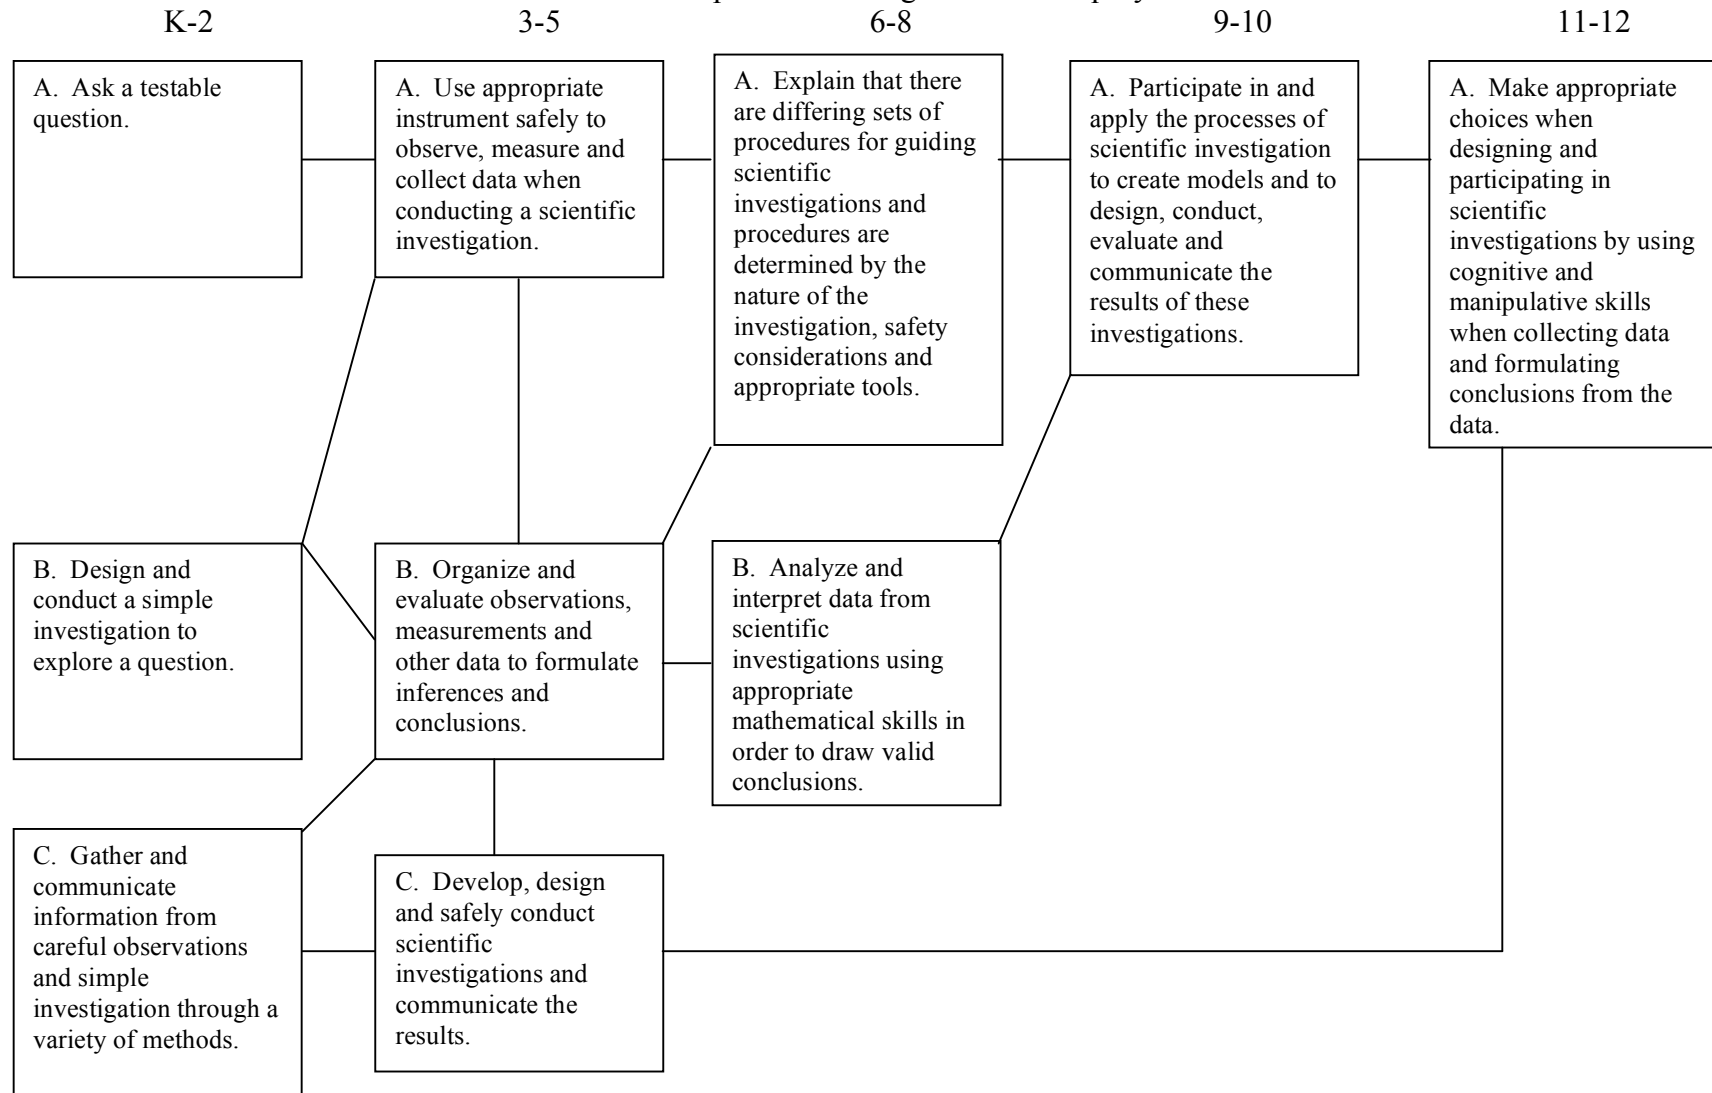 K-2
3-5
6-8
9-10
11-12
A. Ask a testable
question.
A. Use appropriate
instrument safely to
observe, measure and
collect data when
conducting a scientific
investigation.
A. Explain that there
are differing sets of
procedures for guiding
scientific
investigations and
procedures are
determined by the
nature of the
investigation, safety
considerations and
appropriate tools.
A. Participate in and
apply the processes of
scientific investigation
to create models and to
design, conduct,
evaluate and
communicate the
results of these
investigations.
A. Make appropriate
choices when
designing and
participating in
scientific
investigations by using
cognitive and
manipulative skills
when collecting data
and formulating
conclusions from the
data.
B. Design and
conduct a simple
investigation to
explore a question.
B. Organize and
evaluate observations,
measurements and
other data to formulate
inferences and
conclusions.
B. Analyze and
interpret data from
scientific
investigations using
appropriate
mathematical skills in
order to draw valid
conclusions.
C. Gather and
communicate
information from
careful observations
and simple
investigation through a
variety of methods.
C. Develop, design
and safely conduct
scientific
investigations and
communicate the
results.